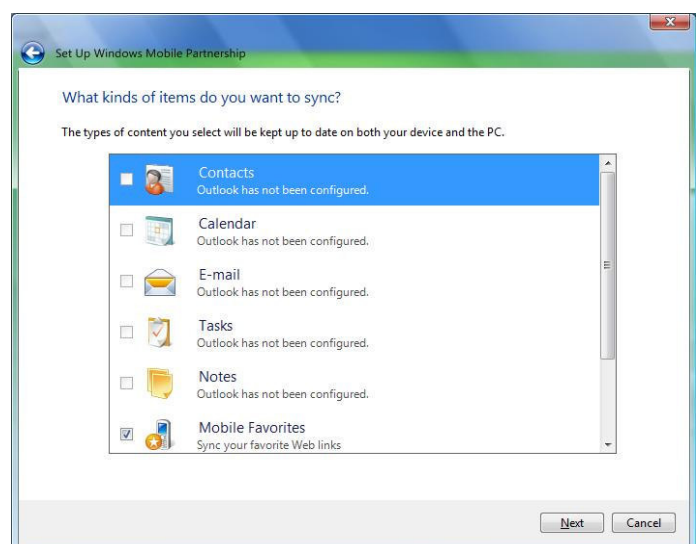 Set Up Windows Mobile Partnership
What kinds of items do you want to sync?
The types of content you select will be kept up to date on both your device and the PC.
Contacts
Outlook has not been configured.
Calendar
Outlook has not been configured.
E-mail
Outlook has not been configured.
Tasks
Outlook has not been configured.
Notes
Outlook has not been configured.
Mobile Favorites
Sync your favorite Web links
Next Cancel